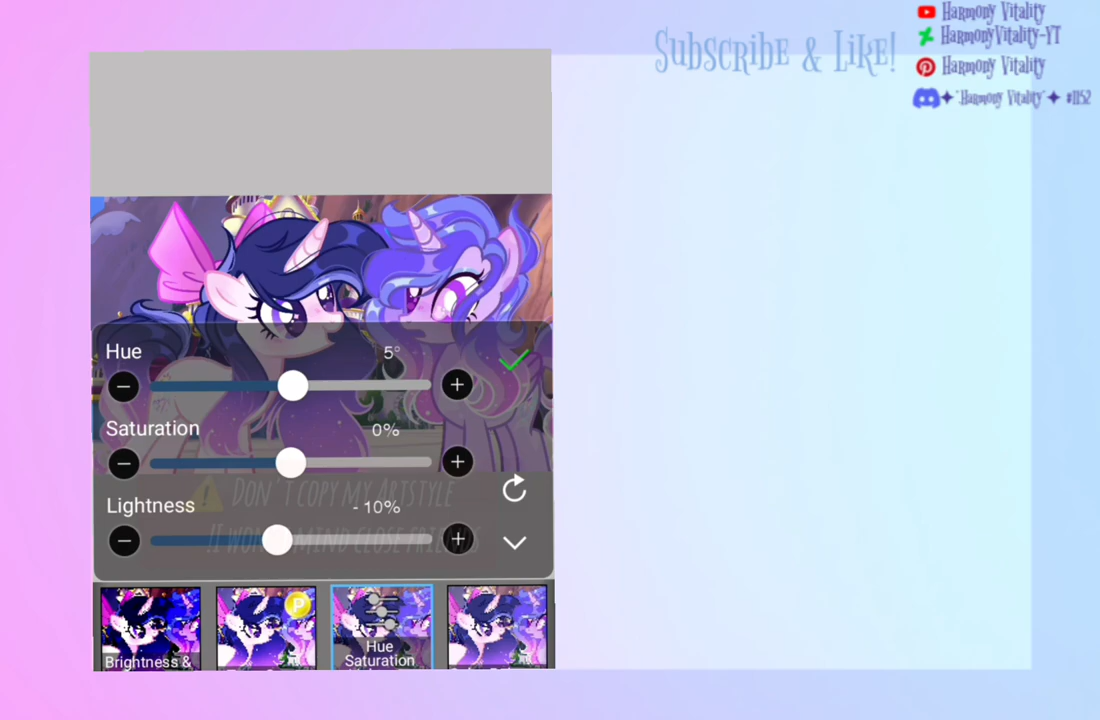 Harmony Vitality
Subscribe & Like!
HarmonyVitality-YT
Harmony Vitality
✦"Harmony Vitality"✦ #1152
Hue
5°
Saturation
0%
⚠️ Don't copy my Artstyle
Lightness
- 10%
P
Brightness &
Hue
Saturation